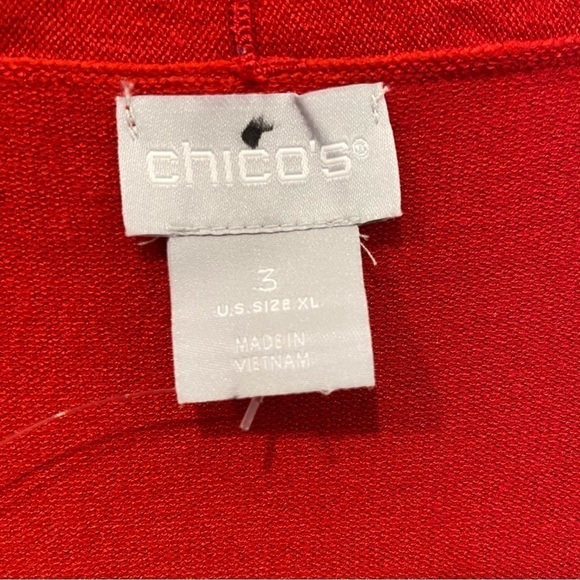 chico's®
3
U.S. SIZE XL
MADE IN
VIETNAM